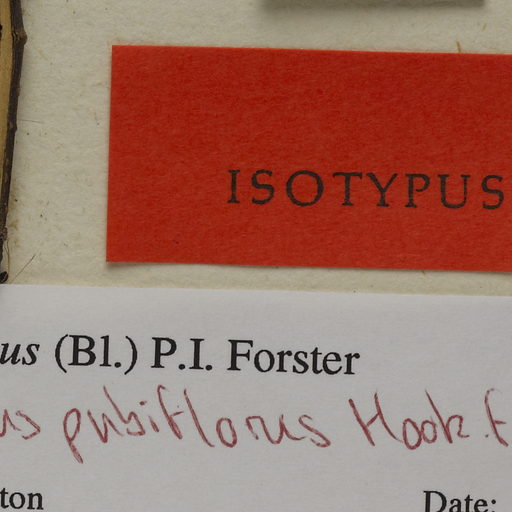 ISOTYPUS
us (Bl.) P.I. Forster
us pubiflorus Hook.f
ton Date: